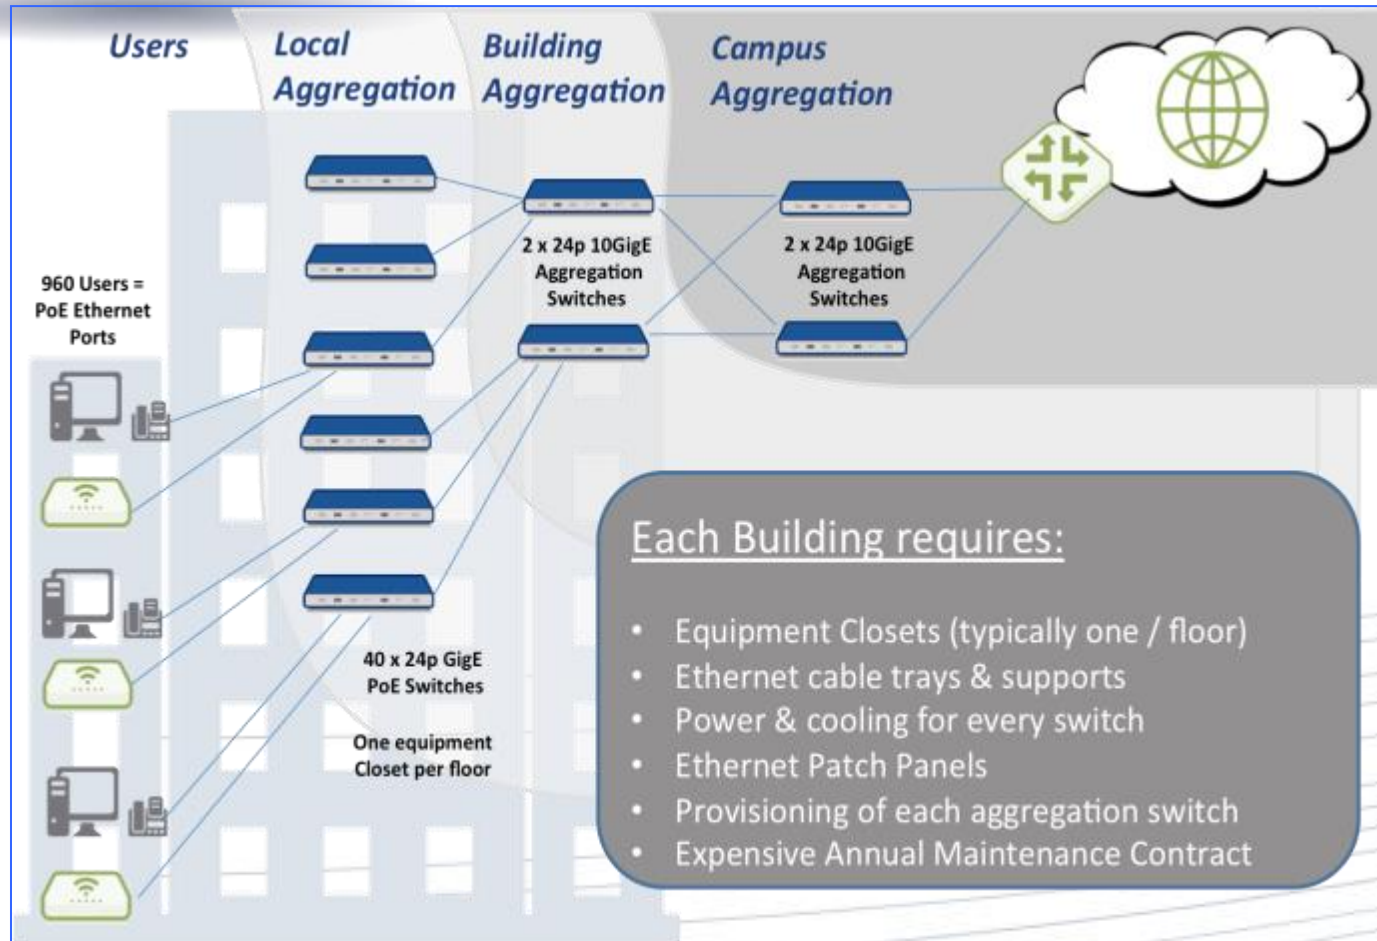 Users
Local
Aggregation
Building
Aggregation
Campus
Aggregation
960 Users =
PoE Ethernet
Ports
2 x 24p 10GigE
Aggregation
Switches
2 x 24p 10GigE
Aggregation
Switches
40 x 24p GigE
PoE Switches
One equipment
Closet per floor
Each Building requires:
• Equipment Closets (typically one / floor)
• Ethernet cable trays & supports
• Power & cooling for every switch
• Ethernet Patch Panels
• Provisioning of each aggregation switch
• Expensive Annual Maintenance Contract